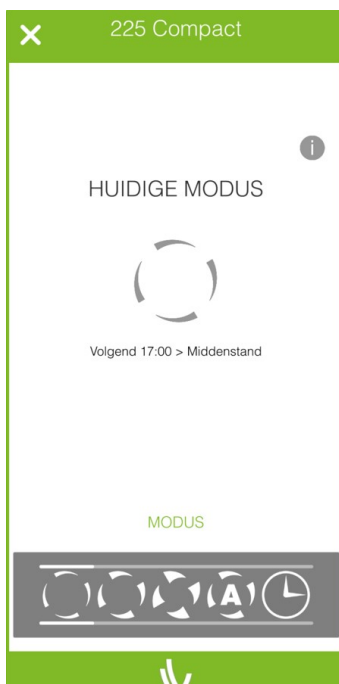 225 Compact
i
HUIDIGE MODUS
Volgend 17:00 > Middenstand
MODUS
A